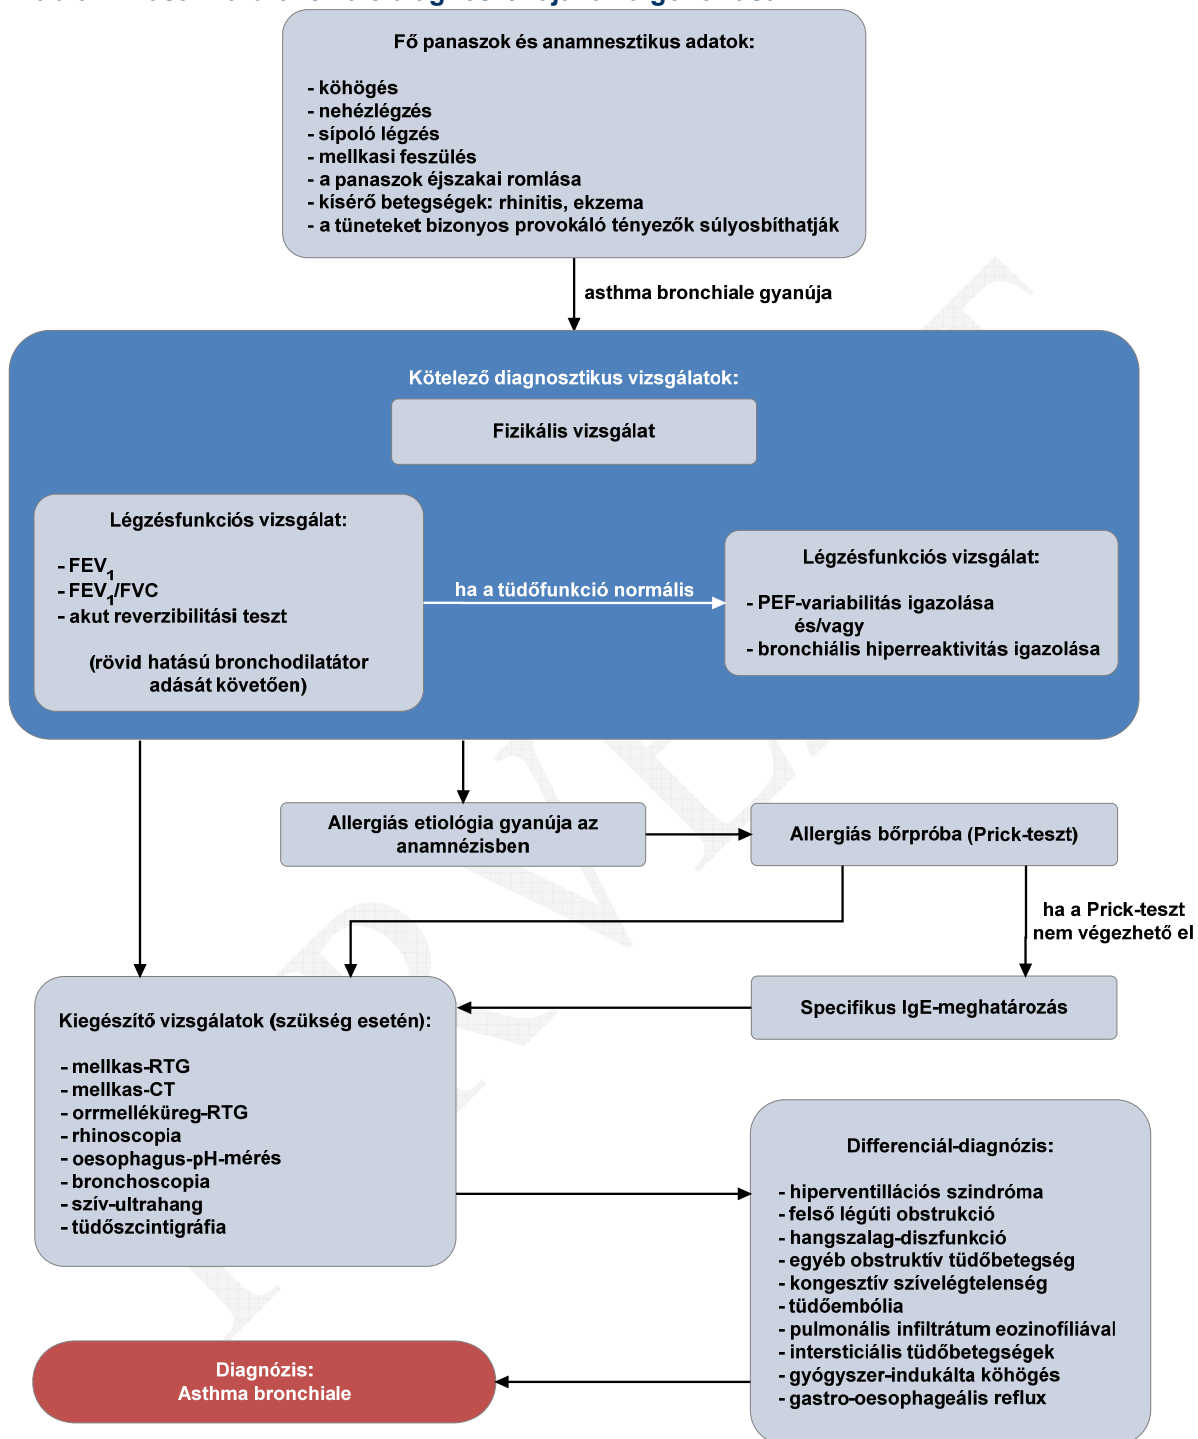 Fő panaszok és anamnesztikus adatok:
- köhögés
- nehézlégzés
- sípoló légzés
- mellkasi feszülés
- a panaszok éjszakai romlása
- kísérő betegségek: rhinitis, ekzema
- a tüneteket bizonyos provokáló tényezők súlyosbíthatják
asthma bronchiale gyanúja
Kötelező diagnosztikus vizsgálatok:
Fizikális vizsgálat
Légzésfunkciós vizsgálat:
- FEV₁
- FEV₁/FVC
- akut reverzibilitási teszt
(rövid hatású bronchodilatátor
adását követően)
ha a tüdőfunkció normális
Légzésfunkciós vizsgálat:
- PEF-variabilitás igazolása
és/vagy
- bronchiális hiperreaktivitás igazolása
Allergiás etiológia gyanúja az
anamnézisben
Allergiás bőrpróba (Prick-teszt)
ha a Prick-teszt
nem végezhető el
Specifikus IgE-meghatározás
Kiegészítő vizsgálatok (szükség esetén):
- mellkas-RTG
- mellkas-CT
- orrmelléküreg-RTG
- rhinoscopia
- oesophagus-pH-mérés
- bronchoscopia
- szív-ultrahang
- tüdőszcintigráfia
Differenciál-diagnózis:
- hiperventillációs szindróma
- felső légúti obstrukció
- hangszalag-diszfunkció
- egyéb obstruktív tüdőbetegség
- kongesztív szívelégtelenség
- tüdőembólia
- pulmonális infiltrátum eozinofíliával
- intersticiális tüdőbetegségek
- gyógyszer-indukálta köhögés
- gastro-oesophageális reflux
Diagnózis:
Asthma bronchiale